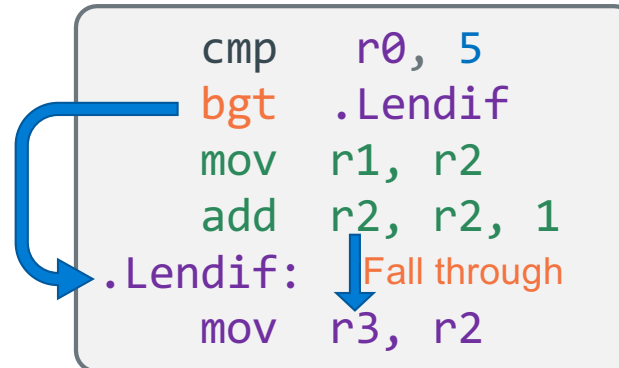 cmp r0, 5
bgt .Lendif
mov r1, r2
add r2, r2, 1
.Lendif: Fall through
mov r3, r2